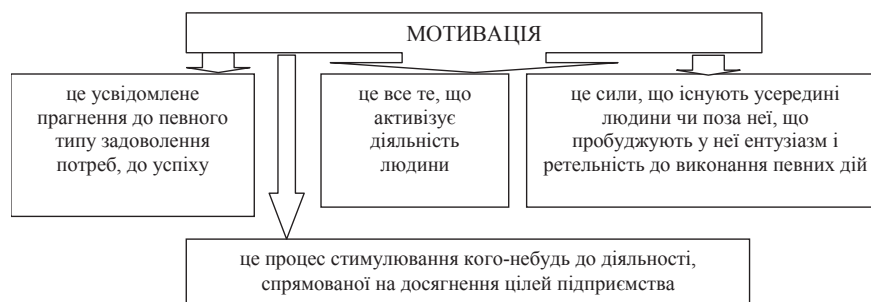 МОТИВАЦІЯ
це усвідомлене
прагнення до певного
типу задоволення
потреб, до успіху
це все те, що
активізує
діяльність
людини
це сили, що існують усередині
людини чи поза неї, що
пробуджують у неї ентузіазм і
ретельність до виконання певних дій
це процес стимулювання кого-небудь до діяльності,
спрямованої на досягнення цілей підприємства